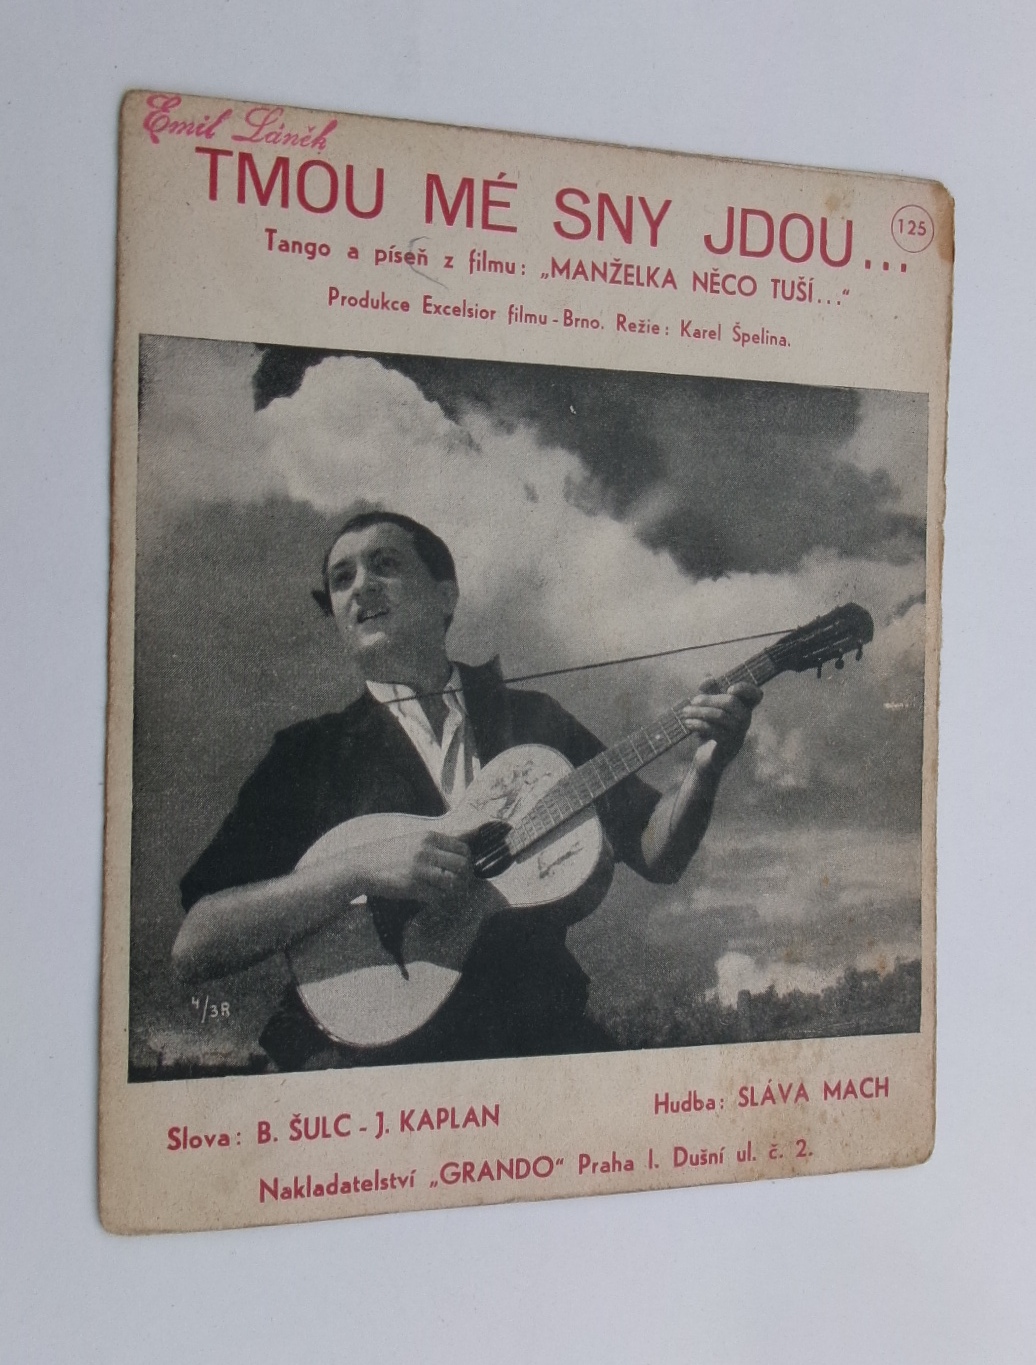 Emil Láněk
TMOU MÉ SNY JDOU...
125
Tango a píseň z filmu: „MANŽELKA NĚCO TUŠÍ...“
Produkce Excelsior filmu - Brno. Režie: Karel Špelina.
4/38
Slova: B. ŠULC - J. KAPLAN
Hudba: SLÁVA MACH
Nakladatelství „GRANDO“ Praha I. Dušní ul. č. 2.